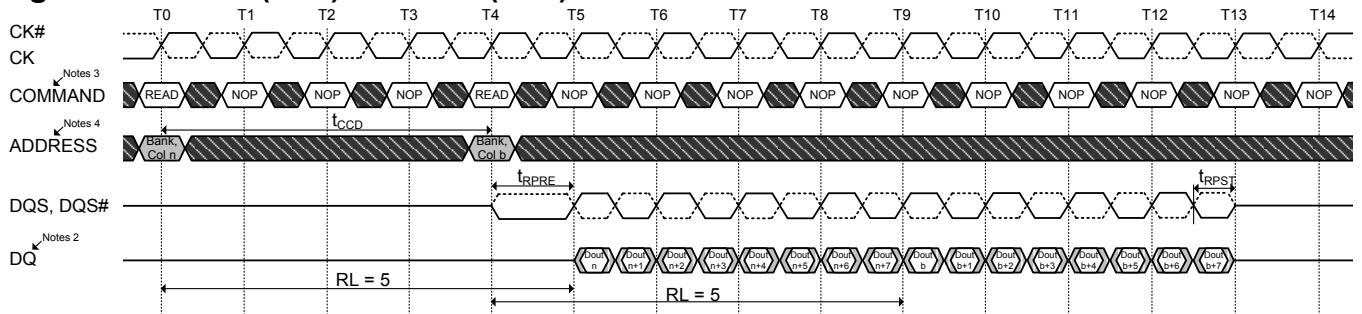 T0 T1 T2 T3 T4 T5 T6 T7 T8 T9 T10 T11 T12 T13 T14
CK#
CK
Notes 3
COMMAND READ NOP NOP NOP READ NOP NOP NOP NOP NOP NOP NOP NOP NOP NOP
Notes 4
tCCD
ADDRESS Bank, Col n Bank, Col b
tRPRE tRPST
DQS, DQS#
Notes 2
DQ Dout n Dout n+1 Dout n+2 Dout n+3 Dout n+4 Dout n+5 Dout n+6 Dout n+7 Dout b Dout b+1 Dout b+2 Dout b+3 Dout b+4 Dout b+5 Dout b+6 Dout b+7
RL = 5 RL = 5